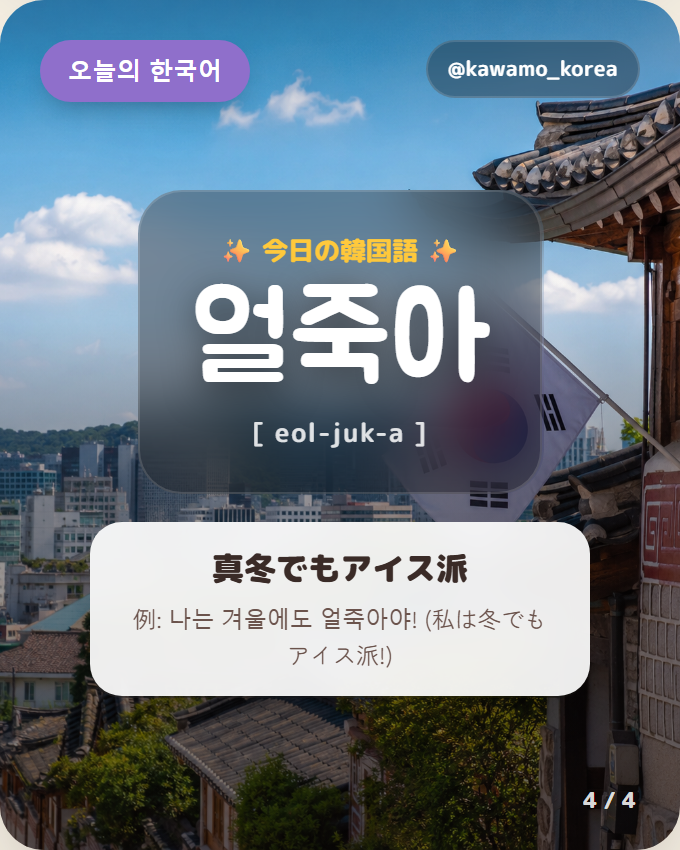 오늘의 한국어
@kawamo_korea
✨ 今日の韓国語 ✨
얼죽아
[ eol-juk-a ]
真冬でもアイス派
例: 나는 겨울에도 얼죽아야! (私は冬でも
アイス派!)
4 / 4